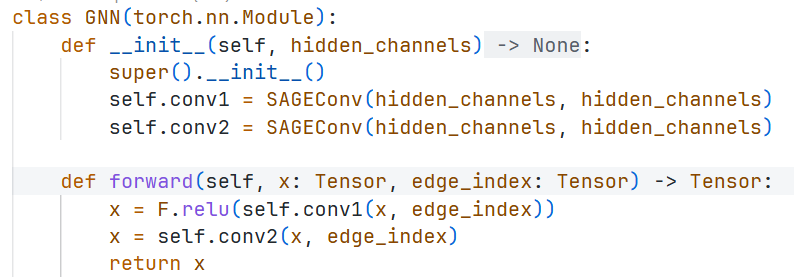 class GNN(torch.nn.Module):
    def __init__(self, hidden_channels) -> None:
        super().__init__()
        self.conv1 = SAGEConv(hidden_channels, hidden_channels)
        self.conv2 = SAGEConv(hidden_channels, hidden_channels)
    def forward(self, x: Tensor, edge_index: Tensor) -> Tensor:
        x = F.relu(self.conv1(x, edge_index))
        x = self.conv2(x, edge_index)
        return x